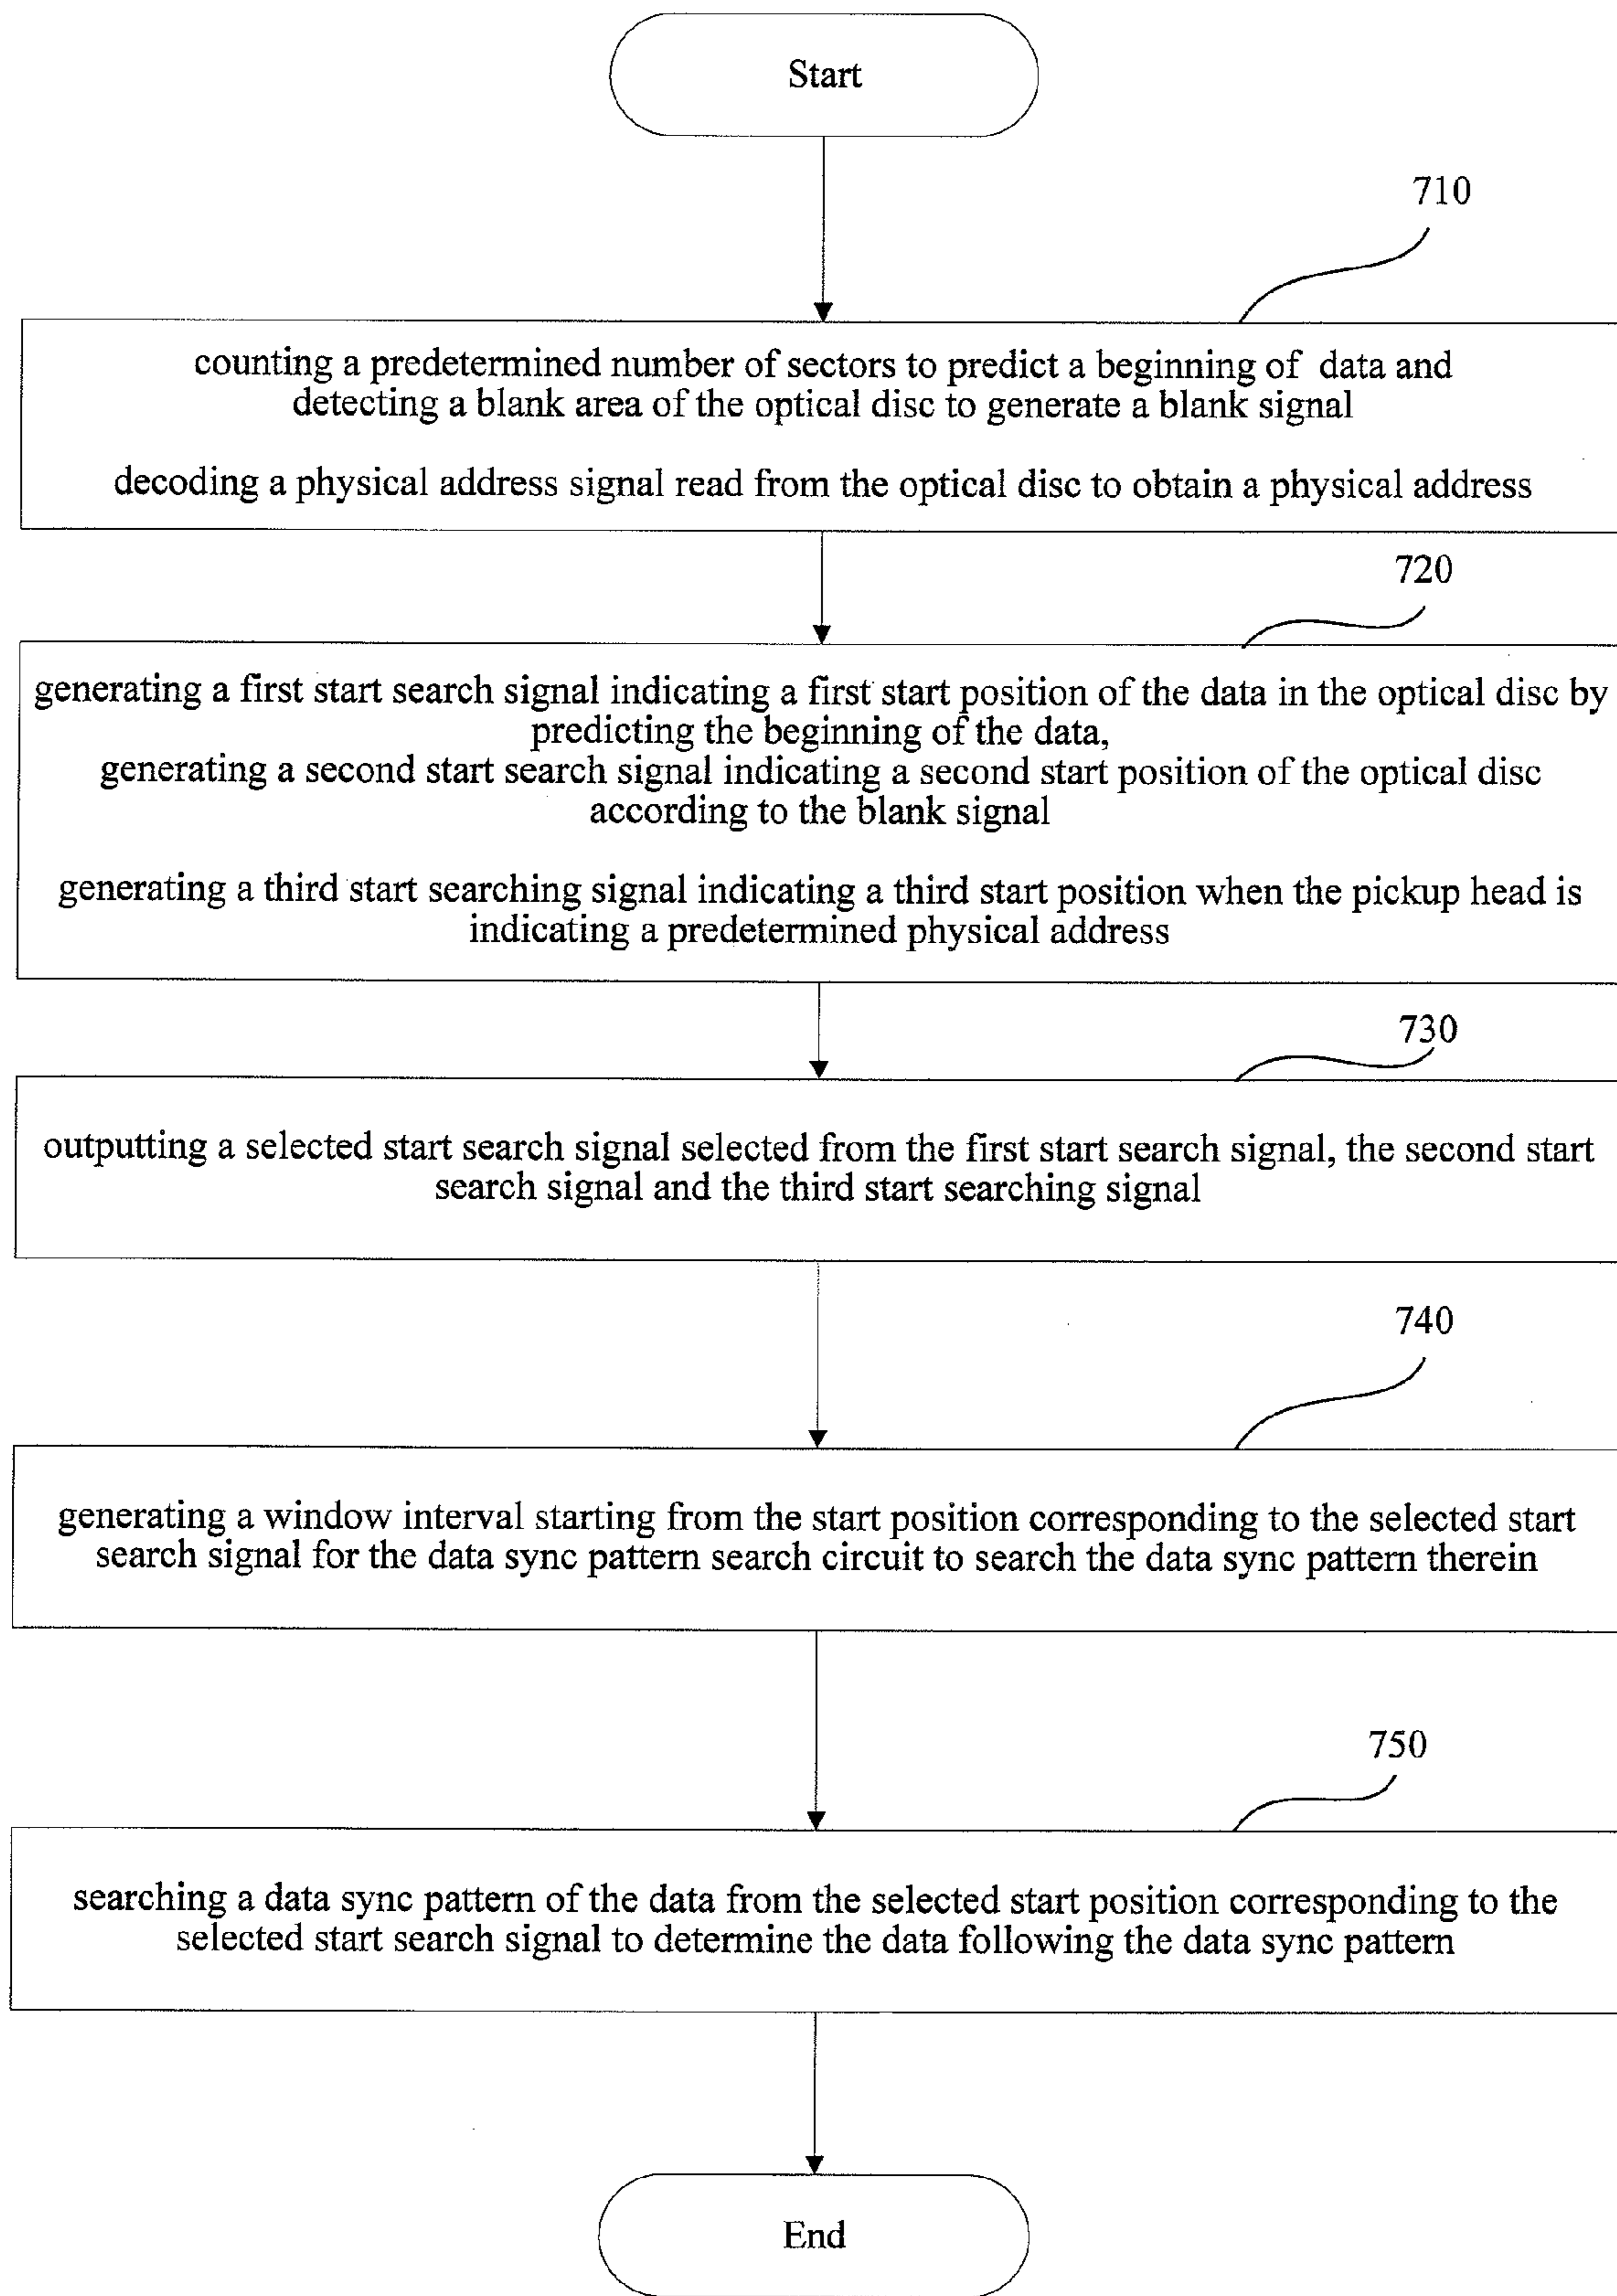 Start
710
counting a predetermined number of sectors to predict a beginning of data and
detecting a blank area of the optical disc to generate a blank signal
decoding a physical address signal read from the optical disc to obtain a physical address
720
generating a first start search signal indicating a first start position of the data in the optical disc by
predicting the beginning of the data,
generating a second start search signal indicating a second start position of the optical disc
according to the blank signal
generating a third start searching signal indicating a third start position when the pickup head is
indicating a predetermined physical address
730
outputting a selected start search signal selected from the first start search signal, the second start
search signal and the third start searching signal
740
generating a window interval starting from the start position corresponding to the selected start
search signal for the data sync pattern search circuit to search the data sync pattern therein
750
searching a data sync pattern of the data from the selected start position corresponding to the
selected start search signal to determine the data following the data sync pattern
End